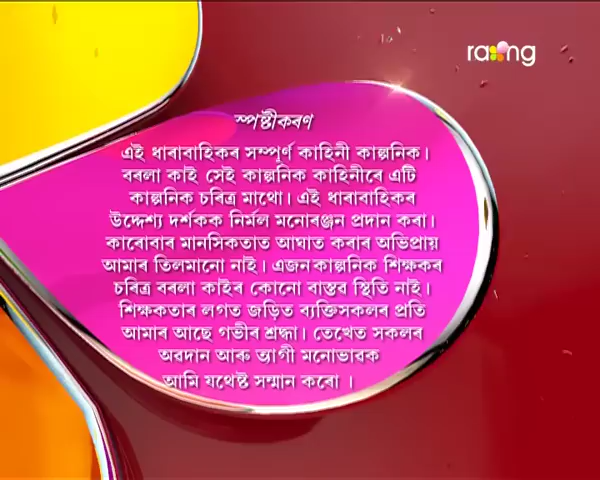 rang
স্পষ্টীকৰণ
এই ধাৰাবাহিকৰ সম্পূৰ্ণ কাহিনী কাল্পনিক।
বৰলা কাই সেই কাল্পনিক কাহিনীৰে এটি
কাল্পনিক চৰিত্ৰ মাথো। এই ধাৰাবাহিকৰ
উদ্দেশ্য দৰ্শকক নিৰ্মল মনোৰঞ্জন প্ৰদান কৰা।
কাৰোবাৰ মানসিকতাত আঘাত কৰাৰ অভিপ্ৰায়
আমাৰ তিলমানো নাই। এজন কাল্পনিক শিক্ষকৰ
চৰিত্ৰ বৰলা কাইৰ কোনো বাস্তৱ স্থিতি নাই।
শিক্ষকতাৰ লগত জড়িত ব্যক্তিসকলৰ প্ৰতি
আমাৰ আছে গভীৰ শ্ৰদ্ধা। তেখেত সকলৰ
অৱদান আৰু ত্যাগী মনোভাৱক
আমি যথেষ্ট সন্মান কৰো ।